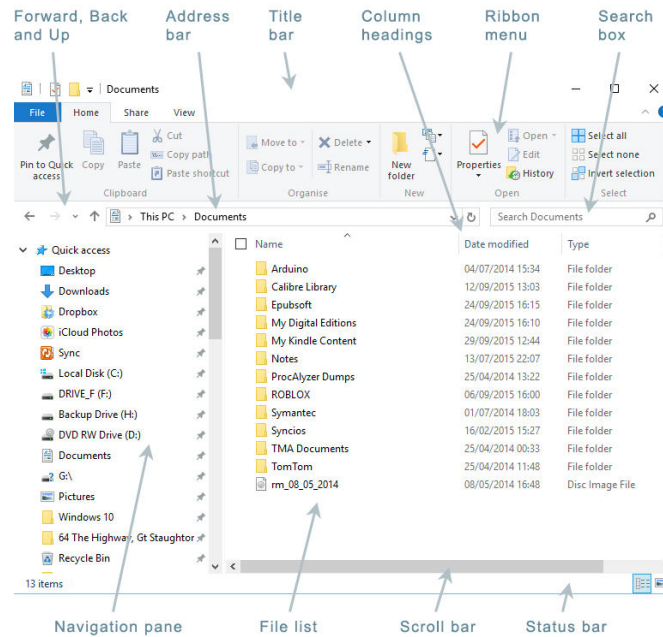 Forward, Back and Up
Address bar
Title bar
Column headings
Ribbon menu
Search box
Documents
File Home Share View
Pin to Quick access
Copy
Paste
Cut
Copy path
Paste shortcut
Clipboard
Move to
Copy to
Delete
Rename
Organise
New folder
New
Properties
Open
Edit
History
Open
Select all
Select none
Invert selection
Select
This PC > Documents
Search Documents
Quick access
Desktop
Downloads
Dropbox
iCloud Photos
Sync
Local Disk (C:)
DRIVE_F (F:)
Backup Drive (H:)
DVD RW Drive (D:)
Documents
G:\
Pictures
Windows 10
64 The Highway, Gt Staughtor
Recycle Bin
Name Date modified Type
Arduino 04/07/2014 15:34 File folder
Calibre Library 12/09/2015 13:03 File folder
Epubsoft 24/09/2015 16:15 File folder
My Digital Editions 24/09/2015 16:10 File folder
My Kindle Content 29/09/2015 12:44 File folder
Notes 13/07/2015 22:07 File folder
ProcAlyzer Dumps 25/04/2014 13:22 File folder
ROBLOX 06/09/2015 16:00 File folder
Symantec 01/07/2014 18:03 File folder
Syncios 16/02/2015 15:27 File folder
TMA Documents 25/04/2014 00:33 File folder
TomTom 25/04/2014 11:48 File folder
rm_08_05_2014 08/05/2014 16:48 Disc Image File
13 items
Navigation pane
File list
Scroll bar
Status bar